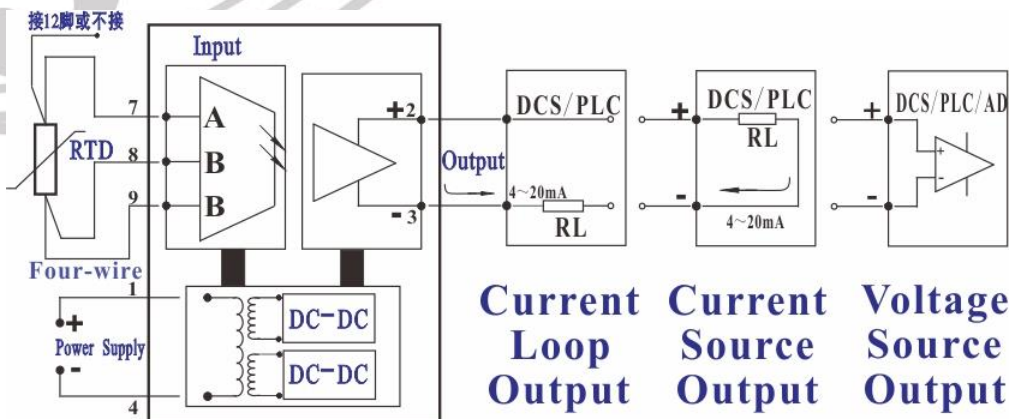 接12脚或不接
Input
7
A
+2
DCS/PLC
+
DCS/PLC
RL
+
DCS/PLC/AD
RTD
8
B
Output
+
-
9
B
-3
4~20mA
RL
-
4~20mA
-
Four-wire
1
+
Power Supply
-
4
DC-DC
DC-DC
Current
Loop
Output
Current
Source
Output
Voltage
Source
Output